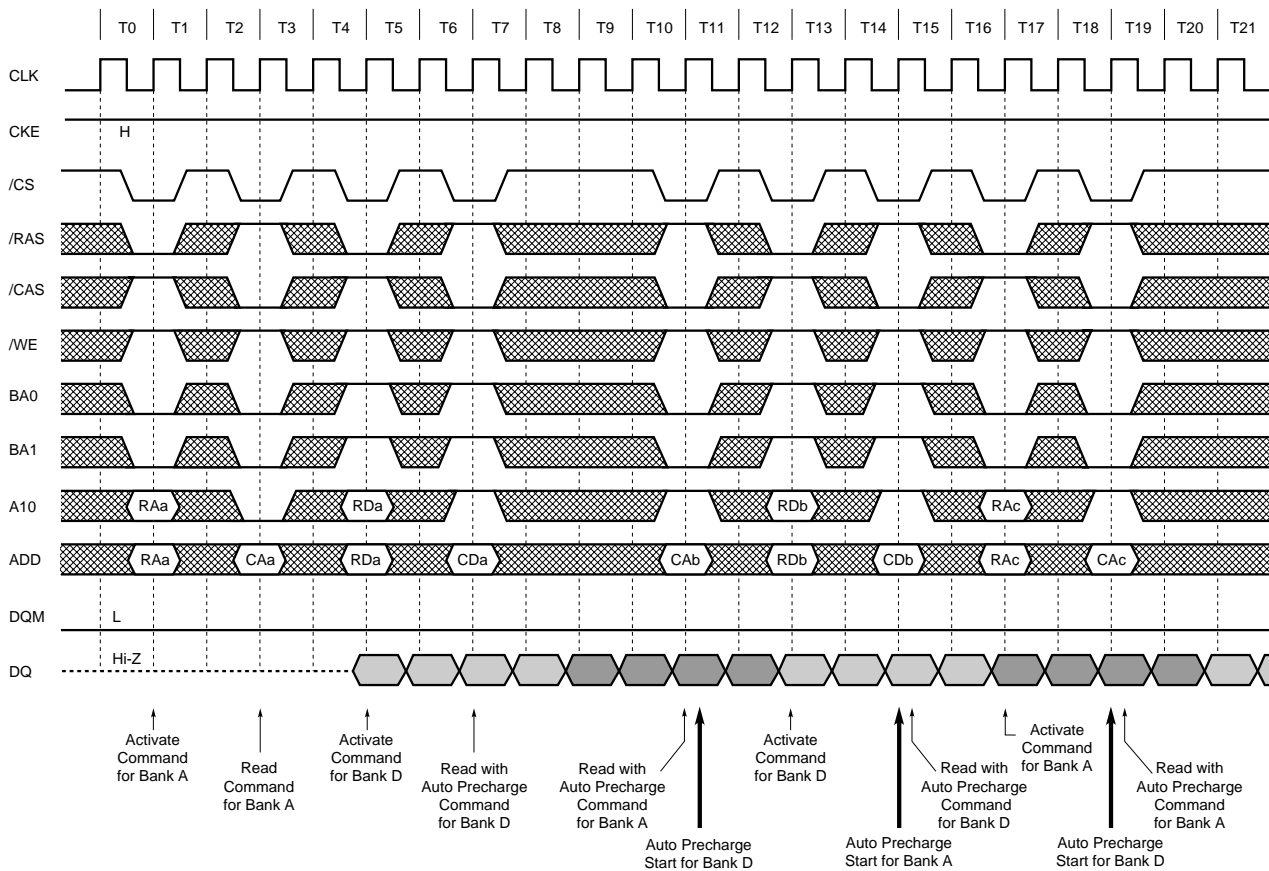 T0 T1 T2 T3 T4 T5 T6 T7 T8 T9 T10 T11 T12 T13 T14 T15 T16 T17 T18 T19 T20 T21
CLK
CKE H
/CS
/RAS
/CAS
/WE
BA0
BA1
A10 RAa RDa RDb RAc
ADD RAa CAa RDa CDa CAb RDb CDb RAc CAc
DQM L
DQ Hi-Z
Activate
Command
for Bank A
Read
Command
for Bank A
Activate
Command
for Bank D
Read with
Auto Precharge
Command
for Bank D
Read with
Auto Precharge
Command
for Bank A
Auto Precharge
Start for Bank D
Activate
Command
for Bank D
Auto Precharge
Start for Bank A
Read with
Auto Precharge
Command
for Bank D
Activate
Command
for Bank A
Auto Precharge
Start for Bank D
Read with
Auto Precharge
Command
for Bank A